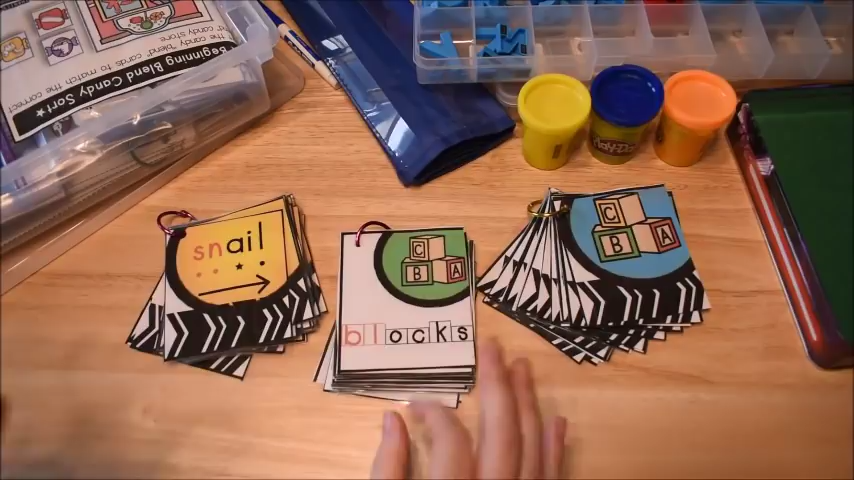 the candy "blend" cards to match the correct
the candy store.
Beginning Blend Candy Sort★
Play-Doh
snail
C
B A
blocks
C
B A